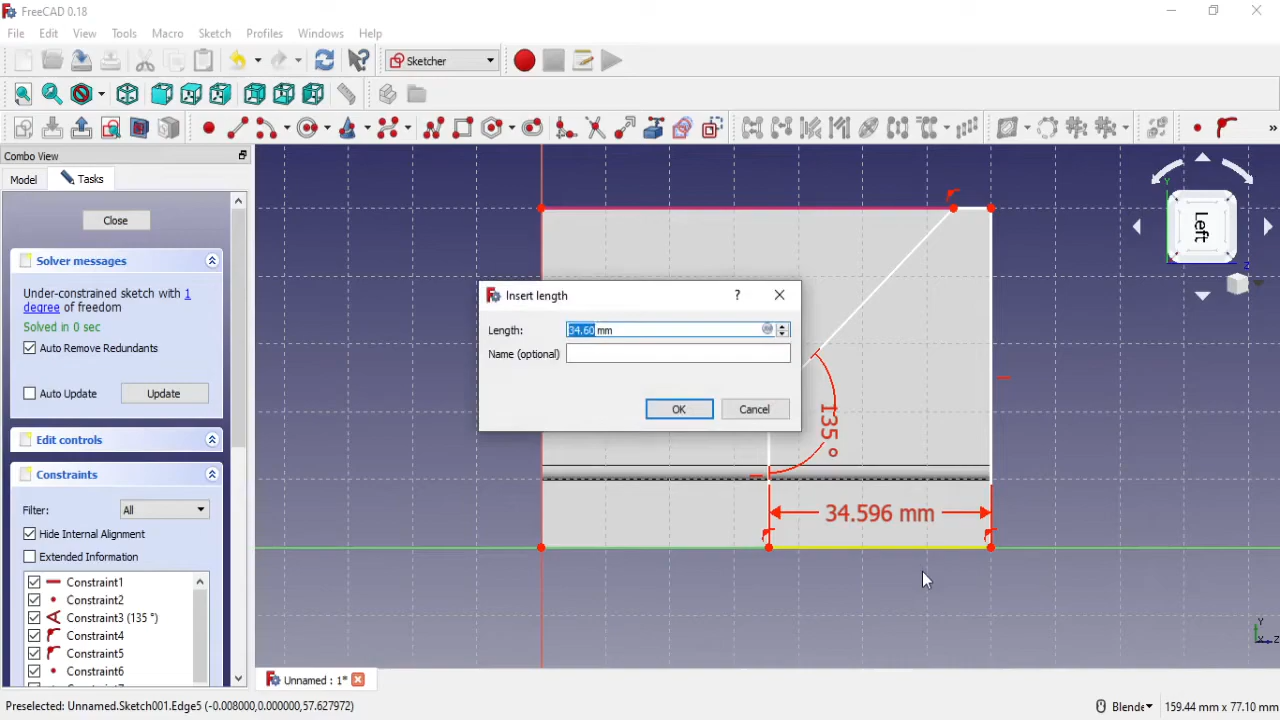 FreeCAD 0.18
File Edit View Tools Macro Sketch Profiles Windows Help
Sketcher
»
Combo View
Model Tasks
Close
Solver messages
Under-constrained sketch with 1
degree of freedom
Solved in 0 sec
Auto Remove Redundants
Auto Update Update
Edit controls
Constraints
Filter: All
Hide Internal Alignment
Extended Information
Constraint1
Constraint2
Constraint3 (135 °)
Constraint4
Constraint5
Constraint6
Insert length
?
Length: 34.60 mm
Name (optional)
OK Cancel
135 °
34.596 mm
Y
Left
Z
Y
X Z
Unnamed : 1*
Preselected: Unnamed.Sketch001.Edge5 (-0.008000,0.000000,57.627972)
Blende
159.44 mm x 77.10 mm